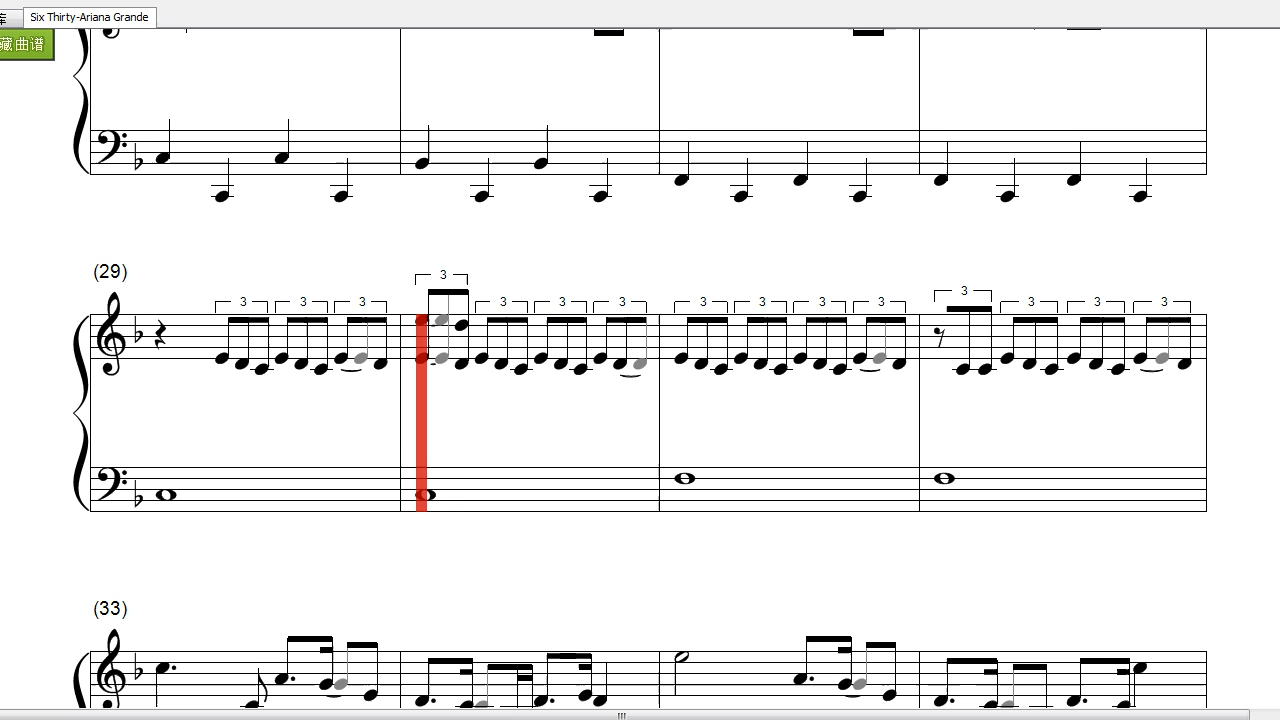 库
Six Thirty-Ariana Grande
藏曲谱
(29)
3
3 3 3 3 3 3 3 3 3 3 3 3 3 3
(33)